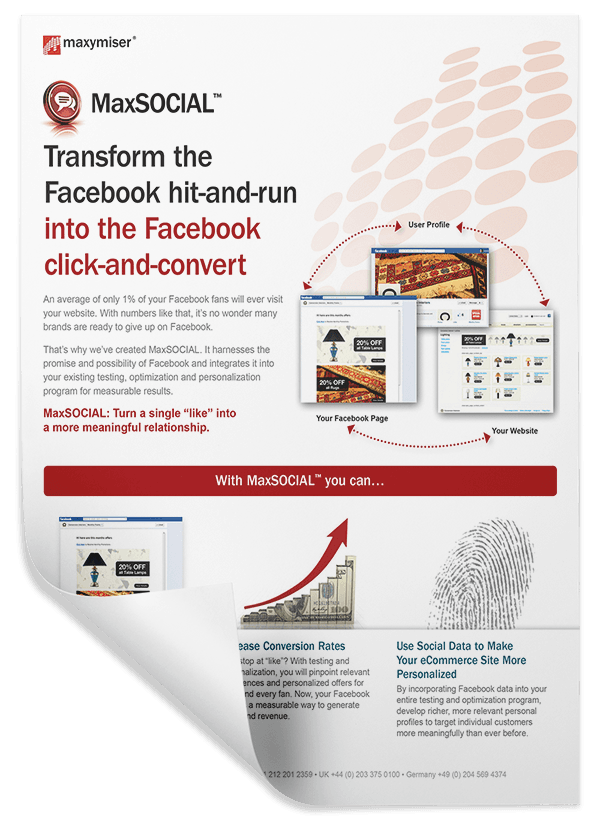 maxymiser®
MaxSOCIAL™
Transform the
Facebook hit-and-run
into the Facebook
click-and-convert
An average of only 1% of your Facebook fans will ever visit
your website. With numbers like that, it's no wonder many
brands are ready to give up on Facebook.
That's why we've created MaxSOCIAL. It harnesses the
promise and possibility of Facebook and integrates it into
your existing testing, optimization and personalization
program for measurable results.
MaxSOCIAL: Turn a single “like” into
a more meaningful relationship.
User Profile
20% OFF
at Table Lamps
20% OFF
all Rugs
20% OFF
Your Facebook Page
Your Website
With MaxSOCIAL™ you can…
20% OFF
at Table Lamps
100
ease Conversion Rates
stop at “like”? With testing and
nalization, you will pinpoint relevant
ences and personalized offers for
nd every fan. Now, your Facebook
a measurable way to generate
nd revenue.
Use Social Data to Make
Your eCommerce Site More
Personalized
By incorporating Facebook data into your
entire testing and optimization program,
develop richer, more relevant personal
profiles to target individual customers
more meaningfully than ever before.
212 201 2359 • UK +44 (0) 203 375 0100 • Germany +49 (0) 204 569 4374